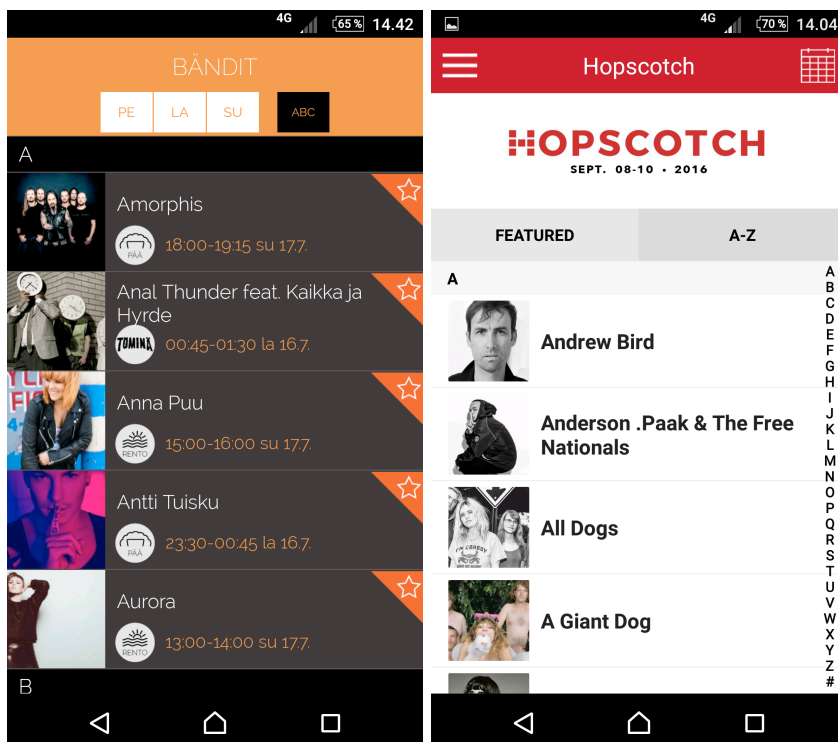 4G 65% 14.42
BÄNDIT
PE LA SU ABC
A
Amorphis
PÄÄ 18:00-19:15 su 17.7.
Anal Thunder feat. Kaikka ja
Hyrde
TOMINA 00:45-01:30 la 16.7.
Anna Puu
RENTO 15:00-16:00 su 17.7.
Antti Tuisku
PÄÄ 23:30-00:45 la 16.7.
Aurora
RENTO 13:00-14:00 su 17.7.
B
4G 70% 14.04
Hopscotch
HOPSCOTCH
SEPT. 08-10 • 2016
FEATURED A-Z
A
Andrew Bird
Anderson .Paak & The Free
Nationals
All Dogs
A Giant Dog
A
B
C
D
E
F
G
H
I
J
K
L
M
N
O
P
Q
R
S
T
U
V
W
X
Y
Z
#